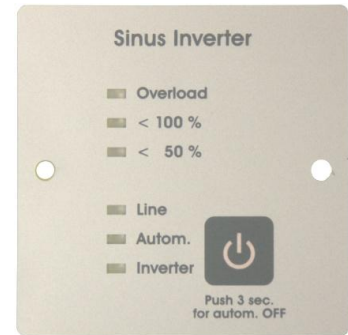 Sinus Inverter
Overload
< 100 %
< 50 %
Line
Autom.
Inverter
Push 3 sec.
for autom. OFF